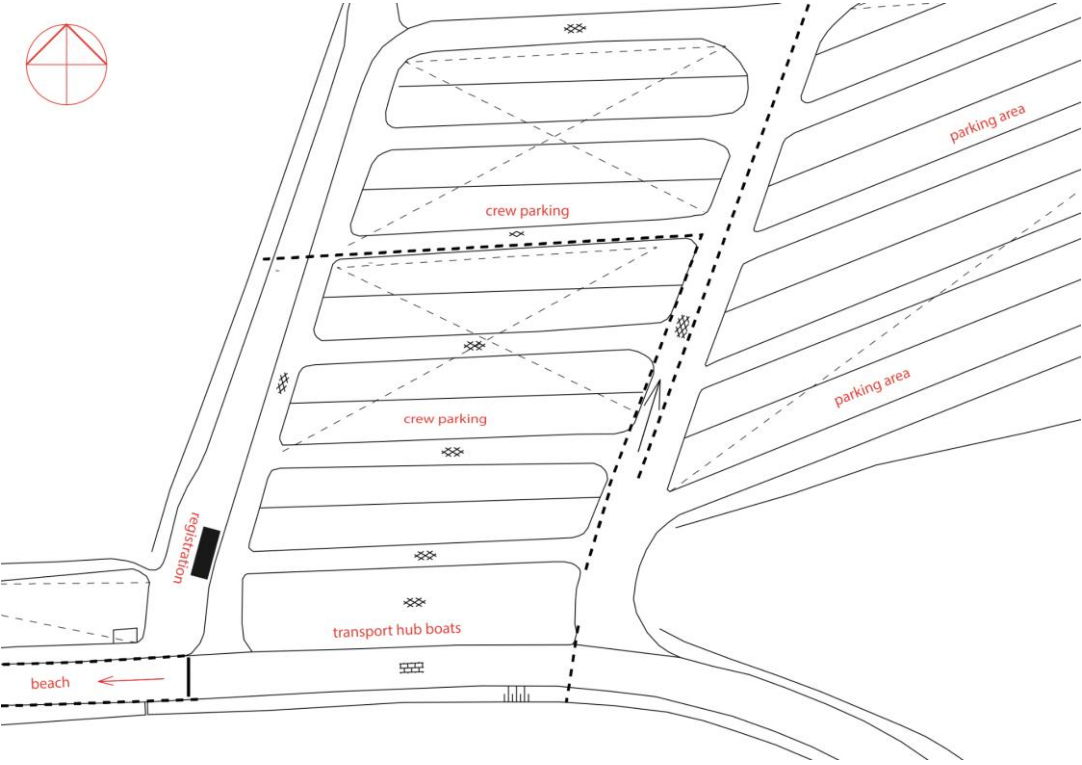 parking area
crew parking
parking area
crew parking
registration
transport hub boats
beach